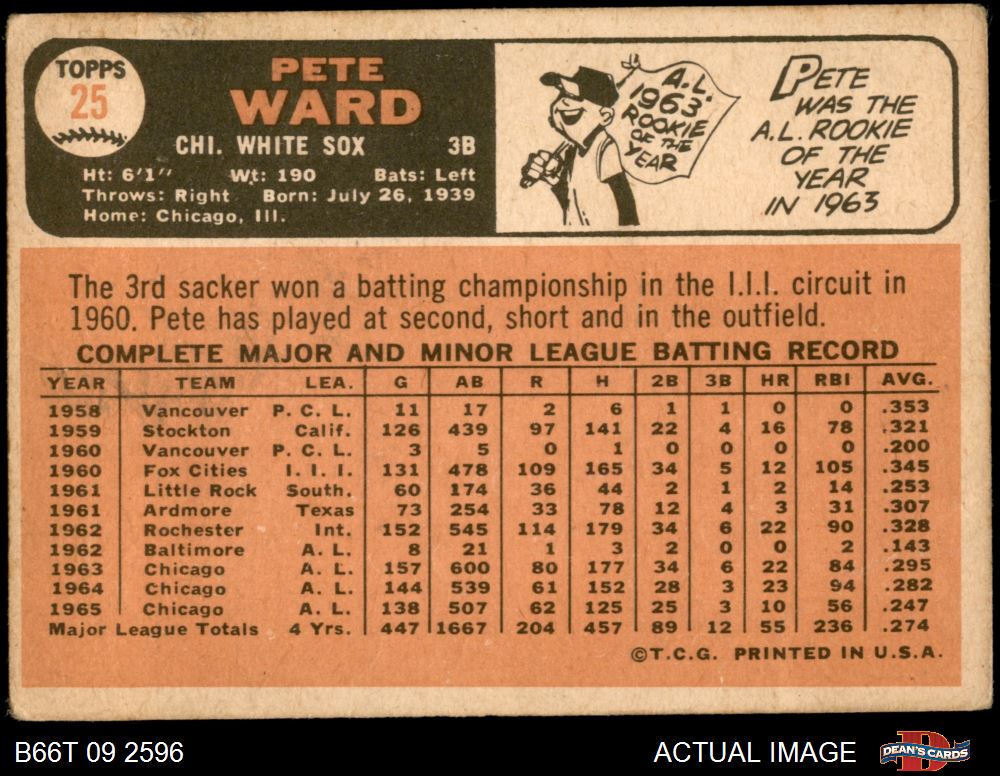 TOPPS
25
PETE
WARD
CHI. WHITE SOX 3B
Ht: 6'1" Wt: 190 Bats: Left
Throws: Right Born: July 26, 1939
Home: Chicago, Ill.
A.L.
1963
ROOKIE
OF THE
YEAR
PETE
WAS THE
A.L. ROOKIE
OF THE
YEAR
IN 1963
The 3rd sacker won a batting championship in the I.I.I. circuit in
1960. Pete has played at second, short and in the outfield.
COMPLETE MAJOR AND MINOR LEAGUE BATTING RECORD
YEAR TEAM LEA. G AB R H 2B 3B HR RBI AVG.
1958 Vancouver P. C. L. 11 17 2 6 1 1 0 0 .353
1959 Stockton Calif. 126 439 97 141 22 4 16 78 .321
1960 Vancouver P. C. L. 3 5 0 1 0 0 0 0 .200
1960 Fox Cities I. I. I. 131 478 109 165 34 5 12 105 .345
1961 Little Rock South. 60 174 36 44 2 1 2 14 .253
1961 Ardmore Texas 73 254 33 78 12 4 3 31 .307
1962 Rochester Int. 152 545 114 179 34 6 22 90 .328
1962 Baltimore A. L. 8 21 1 3 2 0 0 2 .143
1963 Chicago A. L. 157 600 80 177 34 6 22 84 .295
1964 Chicago A. L. 144 539 61 152 28 3 23 94 .282
1965 Chicago A. L. 138 507 62 125 25 3 10 56 .247
Major League Totals 4 Yrs. 447 1667 204 457 89 12 55 236 .274
©T.C.G. PRINTED IN U.S.A.
B66T 09 2596 ACTUAL IMAGE DEAN'S CARDS